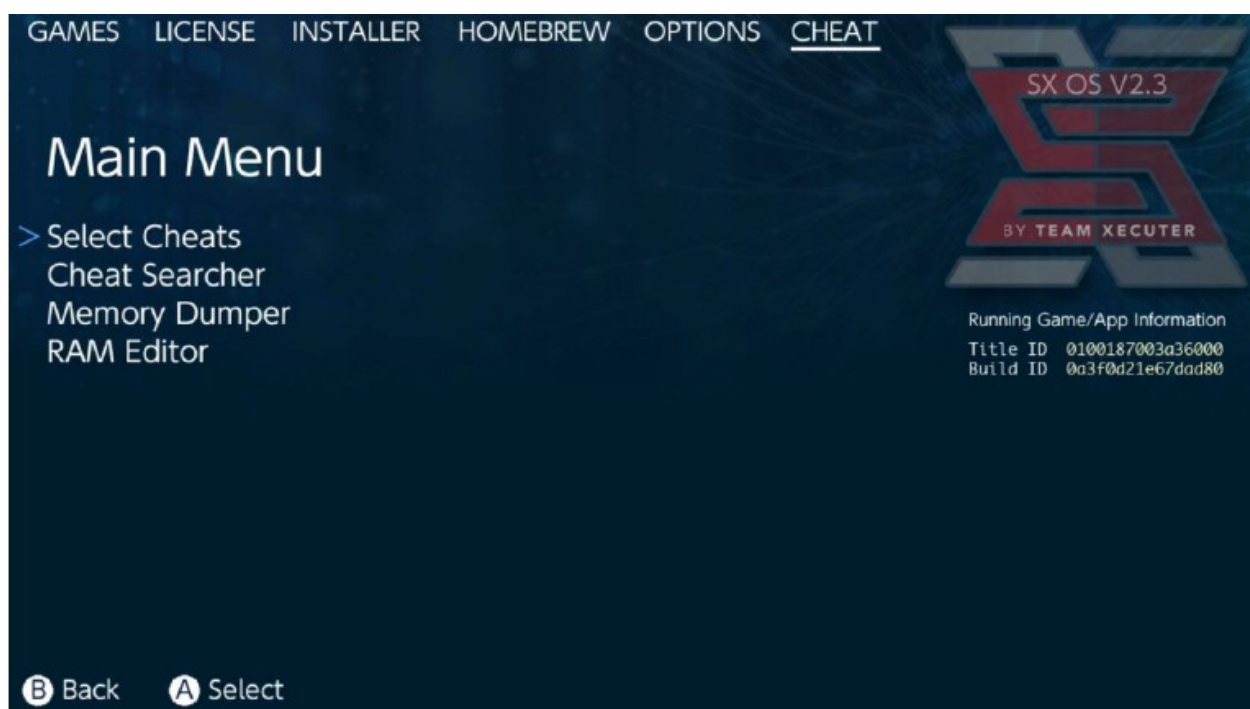 GAMES LICENSE INSTALLER HOMEBREW OPTIONS CHEAT
SX OS V2.3
BY TEAM XECUTER
Main Menu
> Select Cheats
Cheat Searcher
Memory Dumper
RAM Editor
Running Game/App Information
Title ID 0100187003a36000
Build ID 0a3f0d21e67dad80
B Back A Select